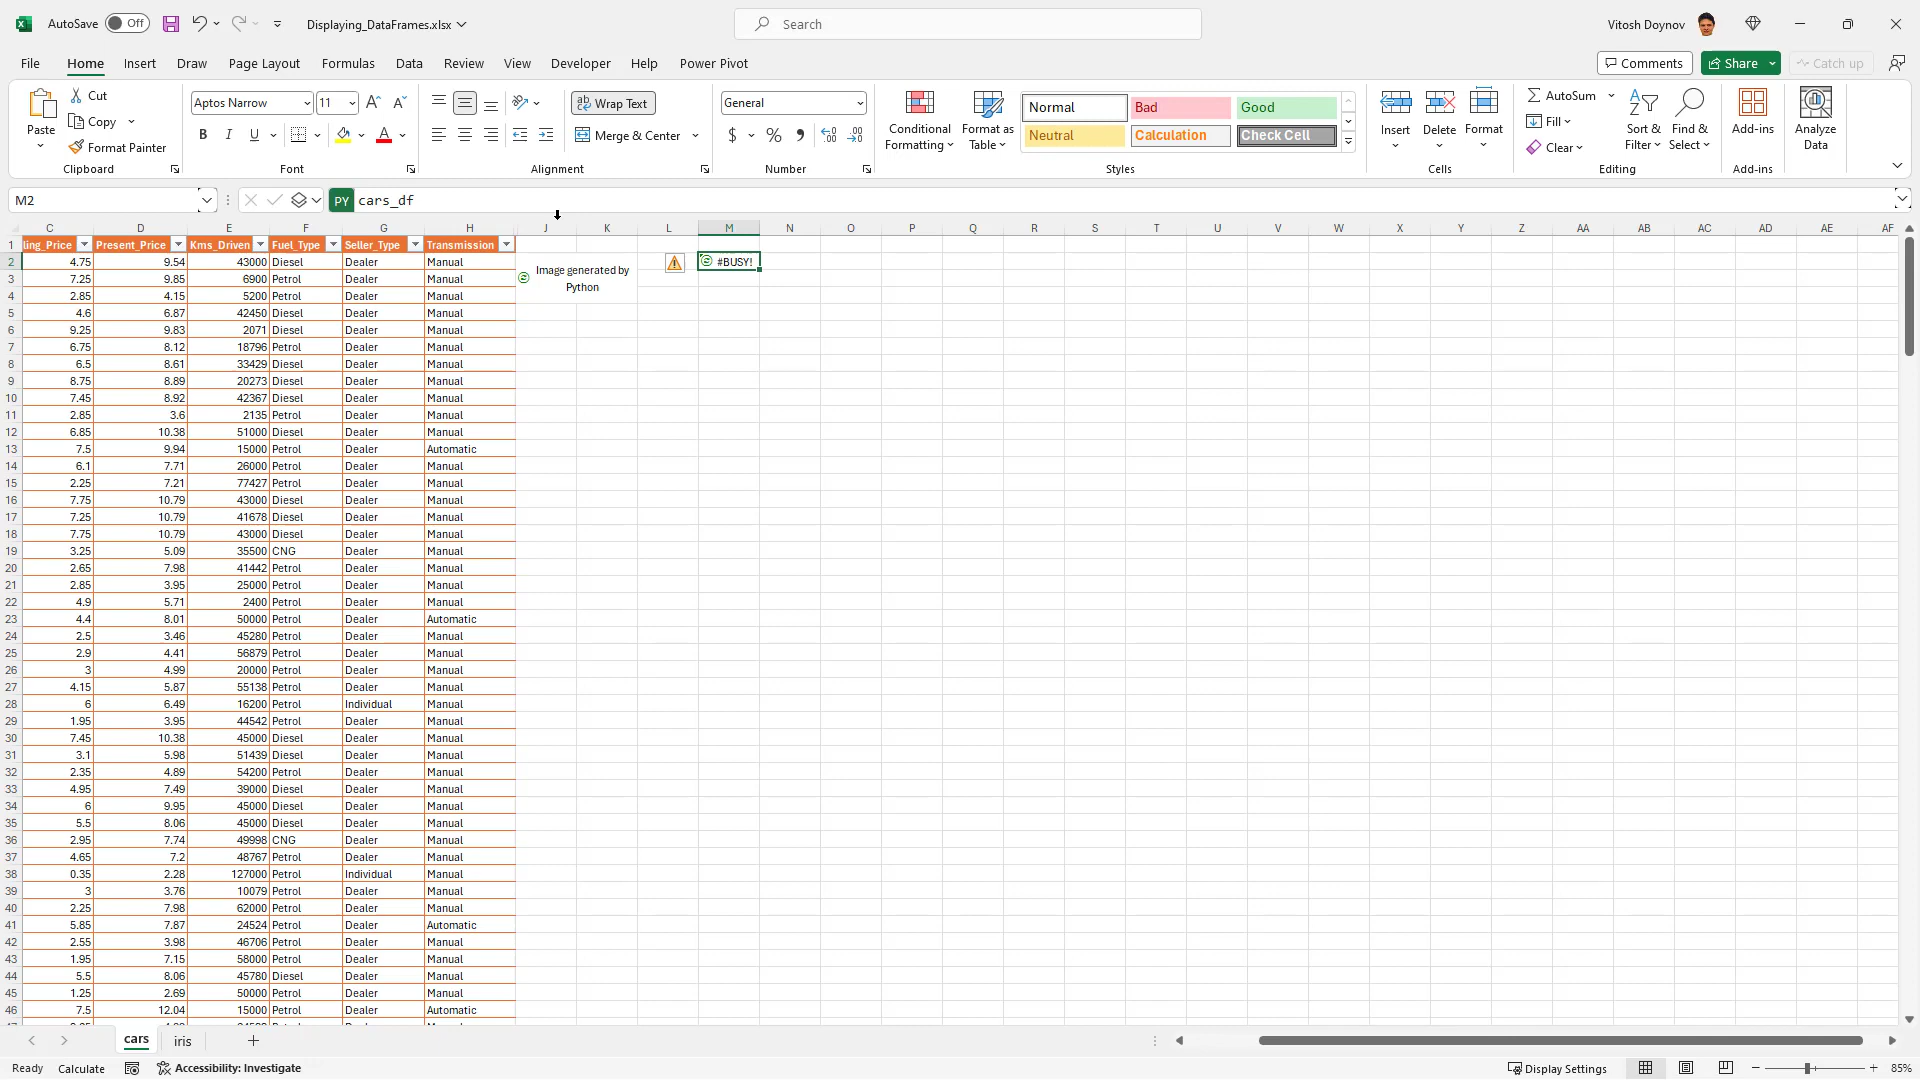 AutoSave Off Displaying_DataFrames.xlsx Search Vitosh Doynov
File Home Insert Draw Page Layout Formulas Data Review View Developer Help Power Pivot Comments Share Catch up
Paste Cut Copy Format Painter Clipboard
Aptos Narrow 11 B I U A Font
Wrap Text Merge & Center Alignment
General $ % Number
Conditional Formatting Format as Table
Normal Bad Good
Neutral Calculation Check Cell
Styles
Insert Delete Format Cells
AutoSum Fill Clear Sort & Filter Find & Select Editing
Add-ins Add-ins
Analyze Data
M2 PY cars_df
C D E F G H J K L M N O P Q R S T U V W X Y Z AA AB AC AD AE AF
1 ling_Price Present_Price Kms_Driven Fuel_Type Seller_Type Transmission
2 4.75 9.54 43000 Diesel Dealer Manual #BUSY!
Image generated by
Python
3 7.25 9.85 6900 Petrol Dealer Manual
4 2.85 4.15 5200 Petrol Dealer Manual
5 4.6 6.87 42450 Diesel Dealer Manual
6 9.25 9.83 2071 Diesel Dealer Manual
7 6.75 8.12 18796 Petrol Dealer Manual
8 6.5 8.61 33429 Diesel Dealer Manual
9 8.75 8.89 20273 Diesel Dealer Manual
10 7.45 8.92 42367 Diesel Dealer Manual
11 2.85 3.6 2135 Petrol Dealer Manual
12 6.85 10.38 51000 Diesel Dealer Manual
13 7.5 9.94 15000 Petrol Dealer Automatic
14 6.1 7.71 26000 Petrol Dealer Manual
15 2.25 7.21 77427 Petrol Dealer Manual
16 7.75 10.79 43000 Diesel Dealer Manual
17 7.25 10.79 41678 Diesel Dealer Manual
18 7.75 10.79 43000 Diesel Dealer Manual
19 3.25 5.09 35500 CNG Dealer Manual
20 2.65 7.98 41442 Petrol Dealer Manual
21 2.85 3.95 25000 Petrol Dealer Manual
22 4.9 5.71 2400 Petrol Dealer Manual
23 4.4 8.01 50000 Petrol Dealer Automatic
24 2.5 3.46 45280 Petrol Dealer Manual
25 2.9 4.41 56879 Petrol Dealer Manual
26 3 4.99 20000 Petrol Dealer Manual
27 4.15 5.87 55138 Petrol Dealer Manual
28 6 6.49 16200 Petrol Individual Manual
29 1.95 3.95 44542 Petrol Dealer Manual
30 7.45 10.38 45000 Diesel Dealer Manual
31 3.1 5.98 51439 Diesel Dealer Manual
32 2.35 4.89 54200 Petrol Dealer Manual
33 4.95 7.49 39000 Diesel Dealer Manual
34 6 9.95 45000 Diesel Dealer Manual
35 5.5 8.06 45000 Diesel Dealer Manual
36 2.95 7.74 49998 CNG Dealer Manual
37 4.65 7.2 48767 Petrol Dealer Manual
38 0.35 2.28 127000 Petrol Individual Manual
39 3 3.76 10079 Petrol Dealer Manual
40 2.25 7.98 62000 Petrol Dealer Manual
41 5.85 7.87 24524 Petrol Dealer Automatic
42 2.55 3.98 46706 Petrol Dealer Manual
43 1.95 7.15 58000 Petrol Dealer Manual
44 5.5 8.06 45780 Diesel Dealer Manual
45 1.25 2.69 50000 Petrol Dealer Manual
46 7.5 12.04 15000 Petrol Dealer Automatic
cars iris
Ready Calculate Accessibility: Investigate Display Settings 85%